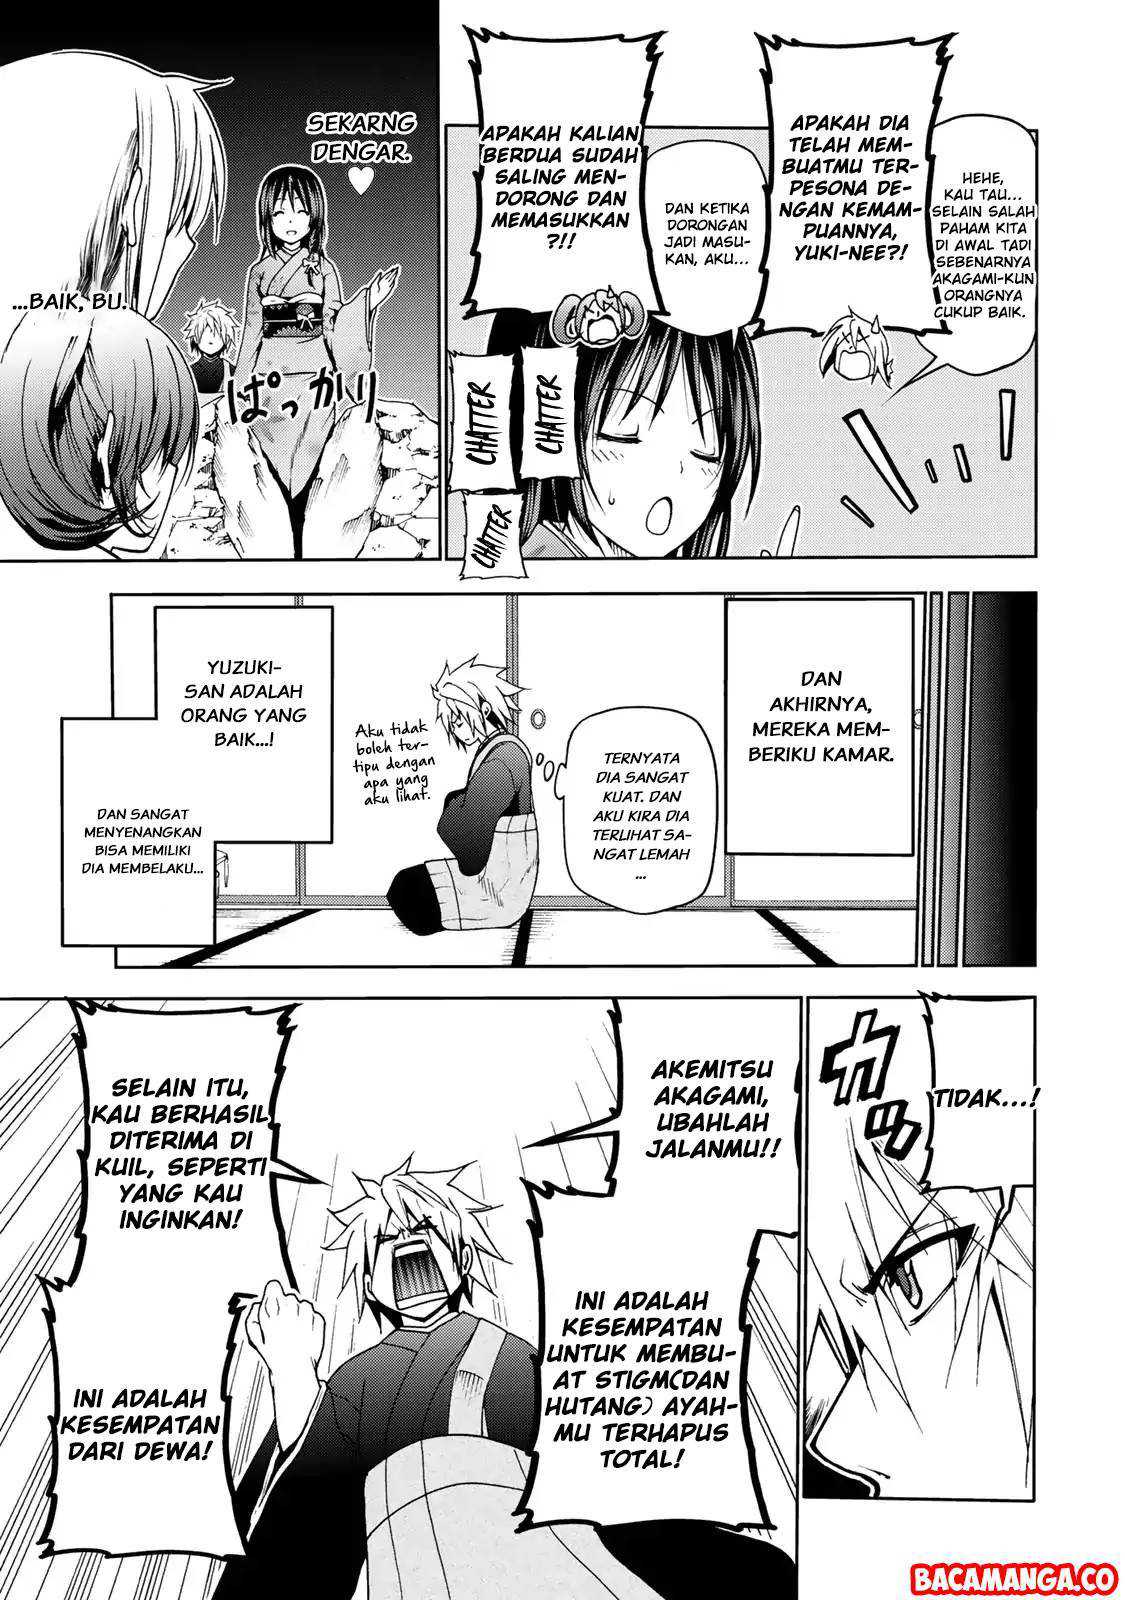 HEHE,
KAU TAU...
SELAIN SALAH
PAHAM KITA
DI AWAL TADI
SEBENARNYA
AKAGAMI-KUN
ORANGNYA
CUKUP BAIK.
APAKAH DIA
TELAH MEM-
BUATMU TER-
PESONA DE-
NGAN KEMAM-
PUANNYA,
YUKI-NEE?!
DAN KETIKA
DORONGAN
JADI MASU-
KAN, AKU...
APAKAH KALIAN
BERDUA SUDAH
SALING MEN-
DORONG DAN
MEMASUKKAN
?!!
CHATTER
CHATTER
CHATTER
SEKARNG
DENGAR.
ぱっかり
...BAIK, BU.
DAN
AKHIRNYA,
MEREKA MEM-
BERIKU KAMAR.
TERNYATA
DIA SANGAT
KUAT. DAN
AKU KIRA DIA
TERLIHAT SA-
NGAT LEMAH
...
Aku tidak
boleh ter-
tipu dengan
apa yang
aku lihat.
YUZUKI-
SAN ADALAH
ORANG YANG
BAIK...!
DAN SANGAT
MENYENANGKAN
BISA MEMILIKI
DIA MEMBELAKU...
TIDAK...!
カッ
AKEMITSU
AKAGAMI,
UBAHLAH
JALANMU!!
INI ADALAH
KESEMPATAN
UNTUK MEMBU-
AT STIGM(DAN
HUTANG) AYAH-
MU TERHAPUS
TOTAL!
SELAIN ITU,
KAU BERHASIL
DITERIMA DI
KUIL, SEPERTI
YANG KAU
INGINKAN!
INI ADALAH
KESEMPATAN
DARI DEWA!
BACAMANGA.CO